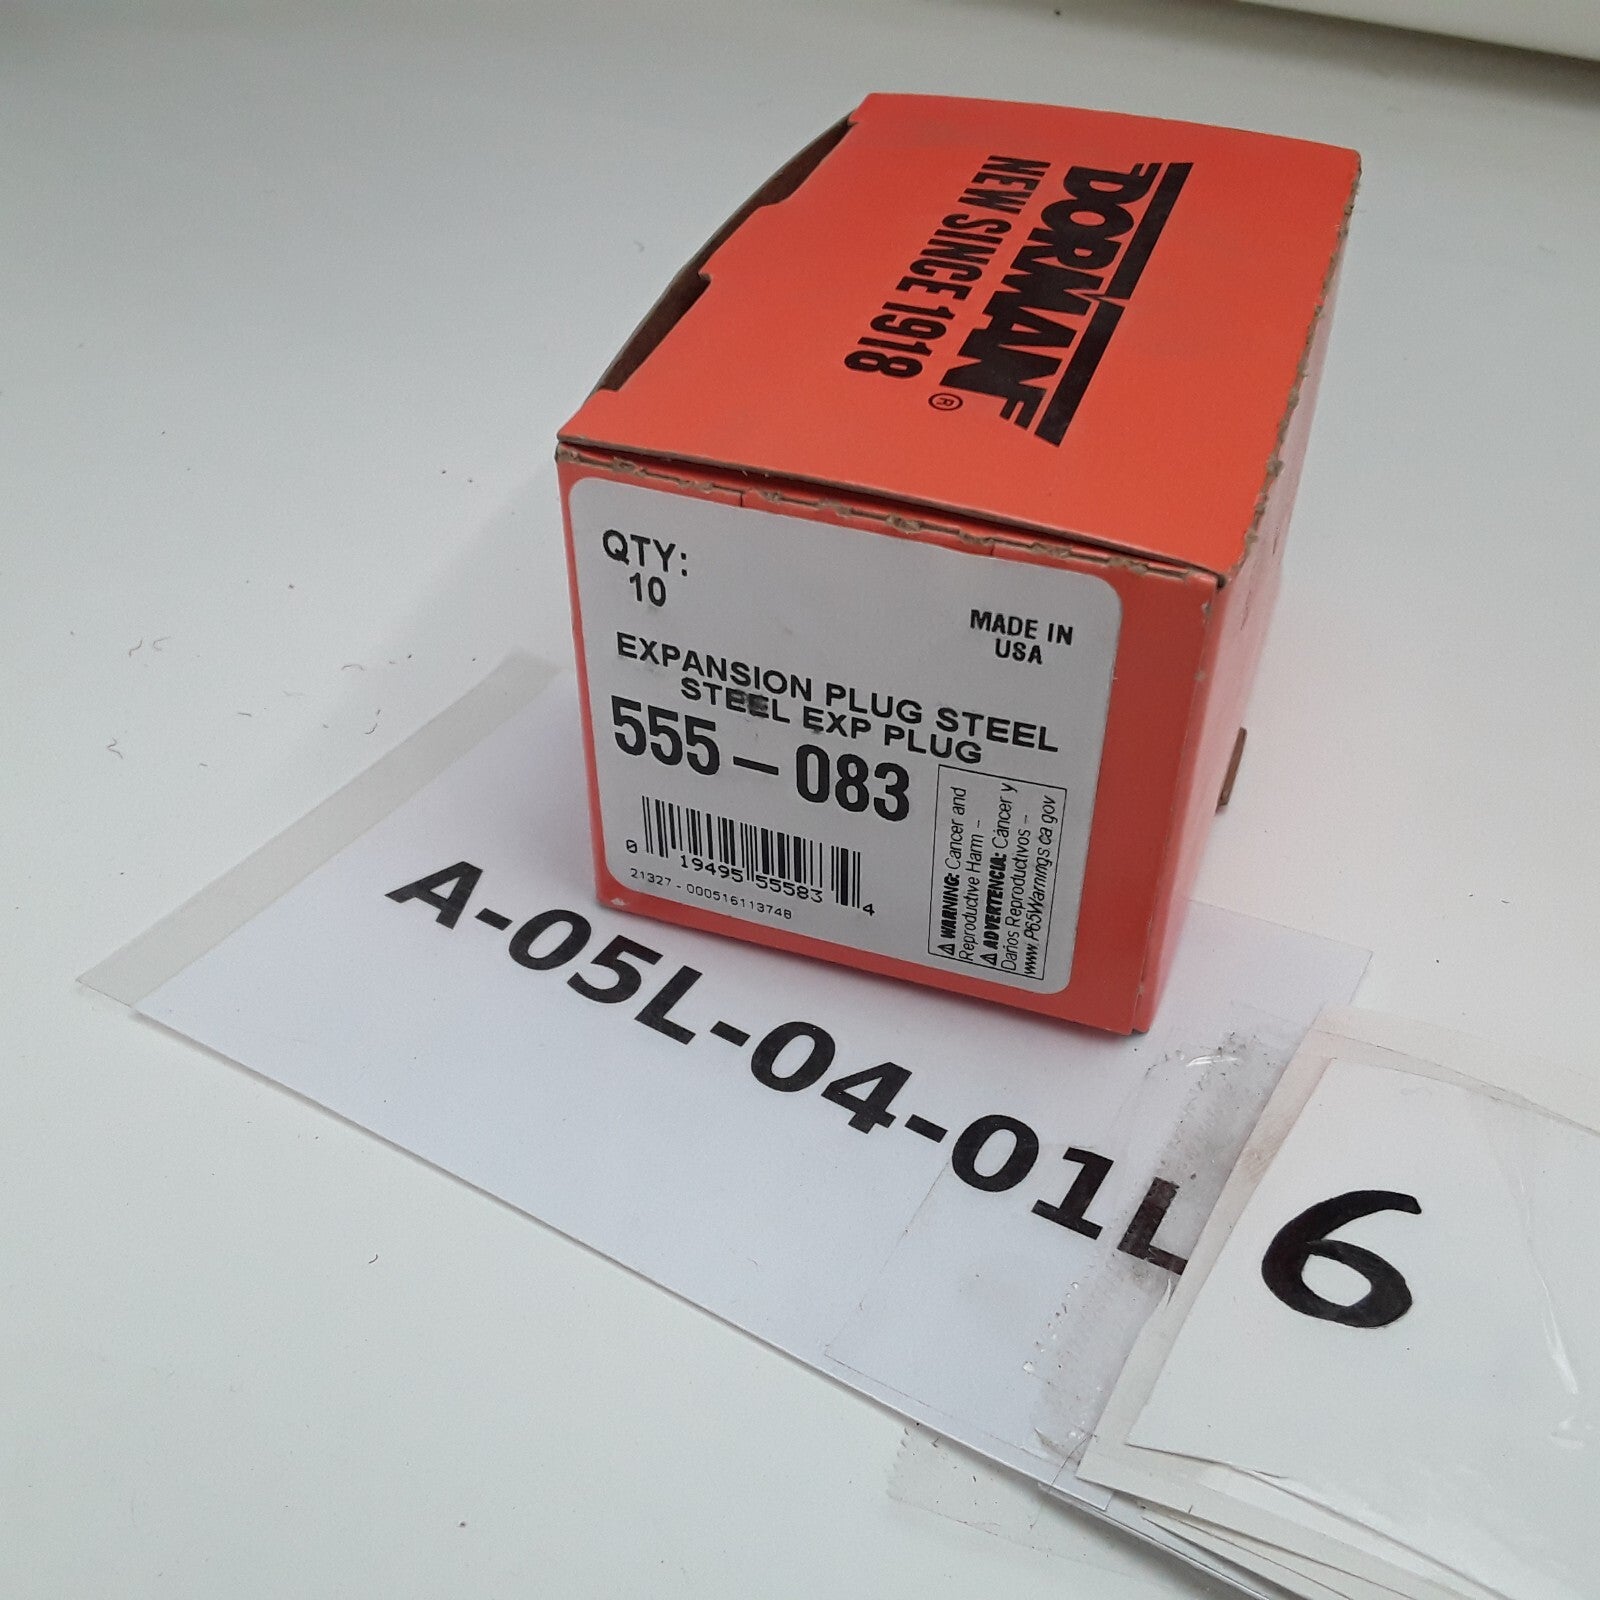 DORMAN®
NEW SINCE 1918
QTY:
10
MADE IN
USA
EXPANSION PLUG STEEL
STEEL EXP PLUG
555-083
0 19495 55583 4
21327 - 000516113748
⚠ WARNING: Cancer and
Reproductive Harm -
⚠ ADVERTENCIA: Cáncer y
Daños Reproductivos -
www.P65Warnings.ca.gov
A-05L-04-01L
6